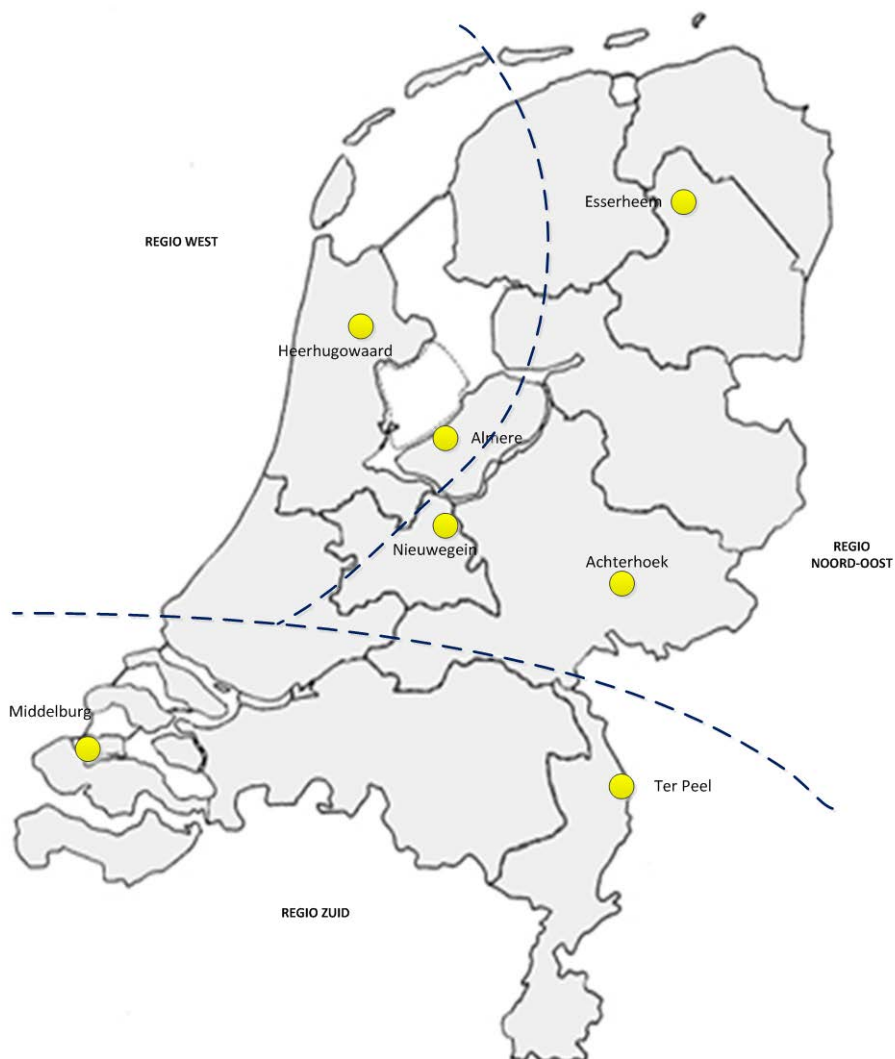 Esserheem
REGIO WEST
Heerhugowaard
Almere
Nieuwegein
REGIO
NOORD-OOST
Achterhoek
Middelburg
Ter Peel
REGIO ZUID